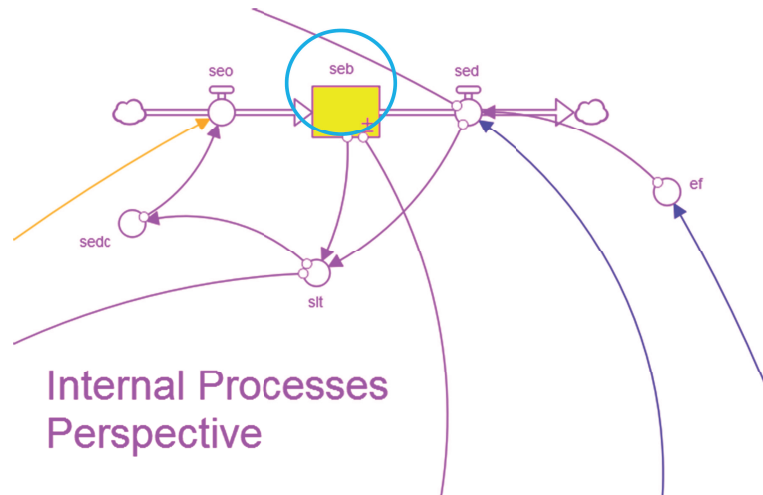 seo
seb
sed
ef
sedc
slt
Internal Processes
Perspective